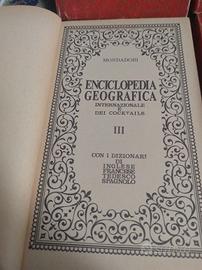 MONDADORI
ENCICLOPEDIA
GEOGRAFICA
INTERNAZIONALE
E
DEI COCKTAILS
III
CON I DIZIONARI
DI
INGLESE
FRANCESE
TEDESCO
SPAGNOLO